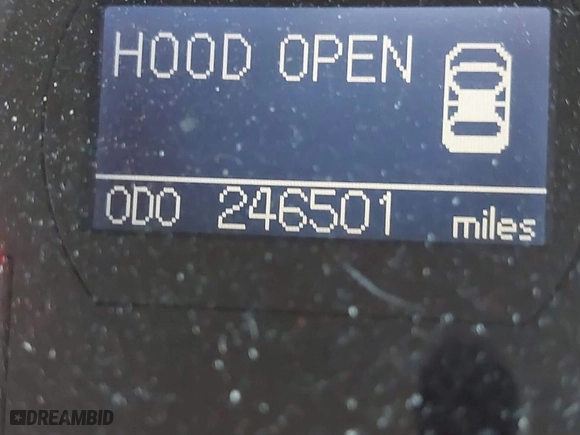 HOOD OPEN
ODO 246501 miles
DREAMBID